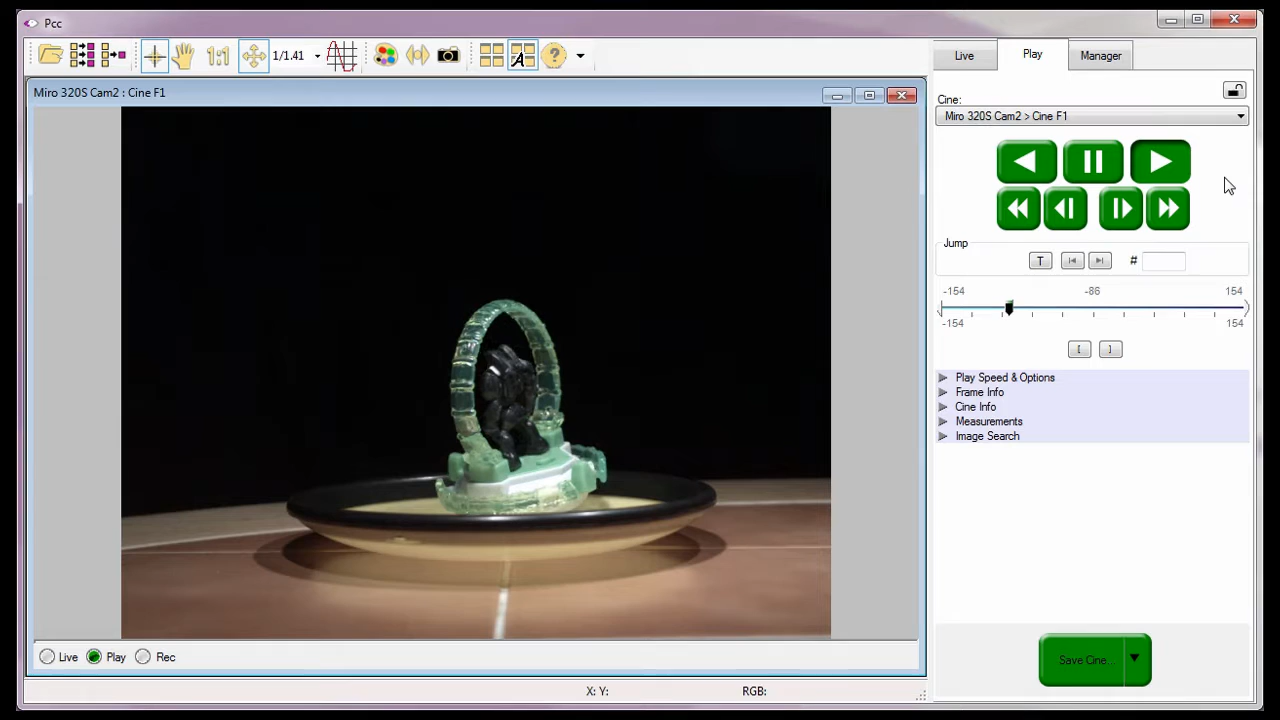 Pcc
1:1
1/1.41
A
?
Miro 320S Cam2 : Cine F1
Live
Play
Rec
X: Y:
RGB:
Live
Play
Manager
Cine:
Miro 320S Cam2 > Cine F1
Jump
T
#
-154
-86
154
-154
154
[
]
Play Speed & Options
Frame Info
Cine Info
Measurements
Image Search
Save Cine...